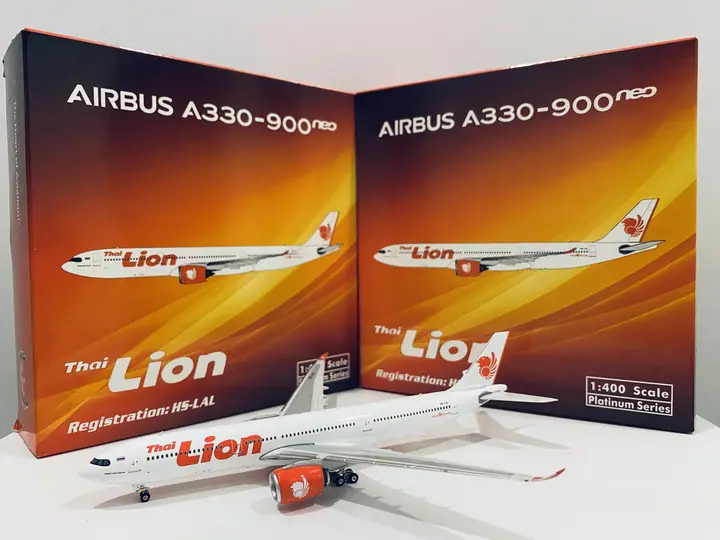 AIRBUS A330-900neo
Thai Lion
Thai
Lion
Registration: HS-LAL
1:400 Scale
Platinum Series
AIRBUS A330-900neo
Thai Lion
Thai
Lion
Registration:
1:400 Scale
Platinum Series
Thai Lion